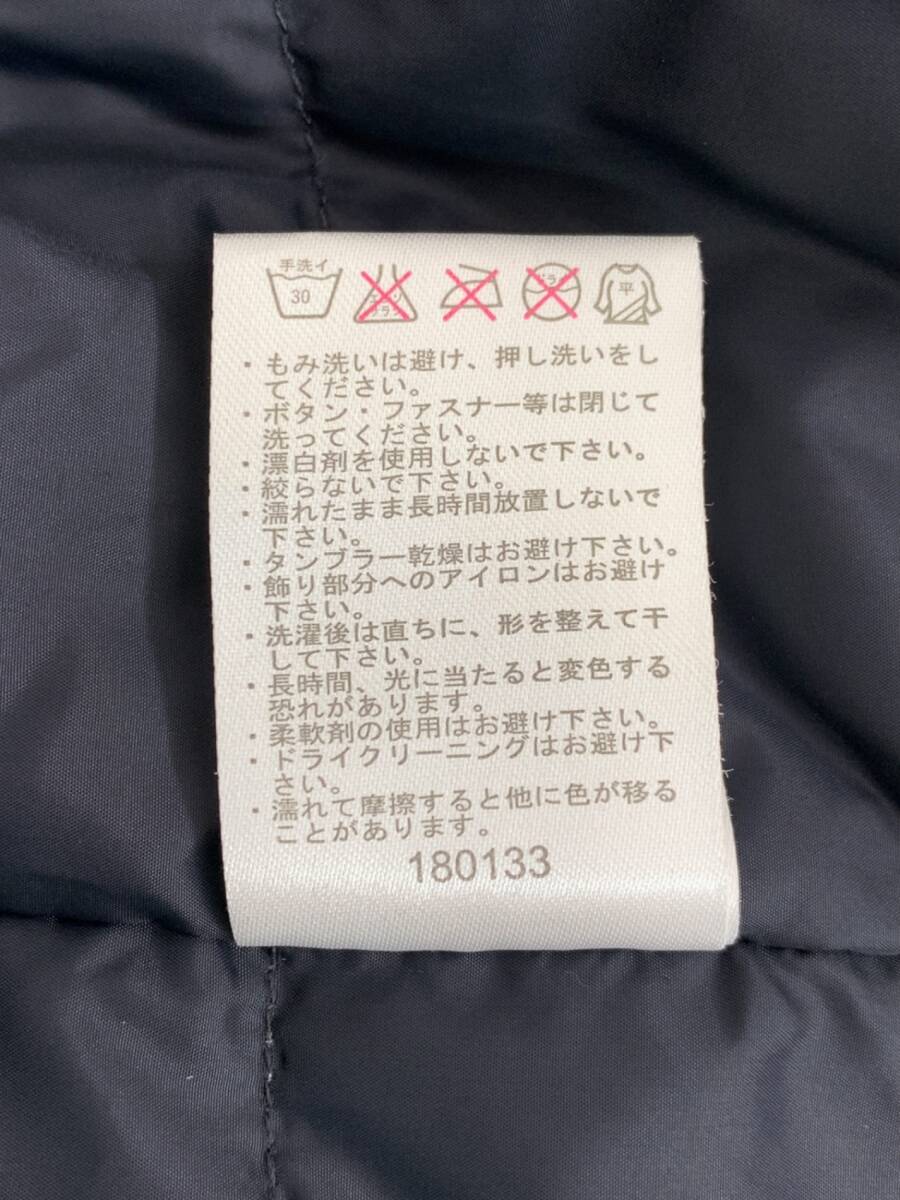 手洗イ
30
エンソ
サラシ
ドライ
平
・もみ洗いは避け、押し洗いをし
てください。
・ボタン・ファスナー等は閉じて
洗ってください。
・漂白剤を使用しないで下さい。
・絞らないで下さい。
・濡れたまま長時間放置しないで
下さい。
・タンブラー乾燥はお避け下さい。
・飾り部分へのアイロンはお避け
下さい。
・洗濯後は直ちに、形を整えて干
して下さい。
・長時間、光に当たると変色する
恐れがあります。
・柔軟剤の使用はお避け下さい。
・ドライクリーニングはお避け下
さい。
・濡れて摩擦すると他に色が移る
ことがあります。
180133